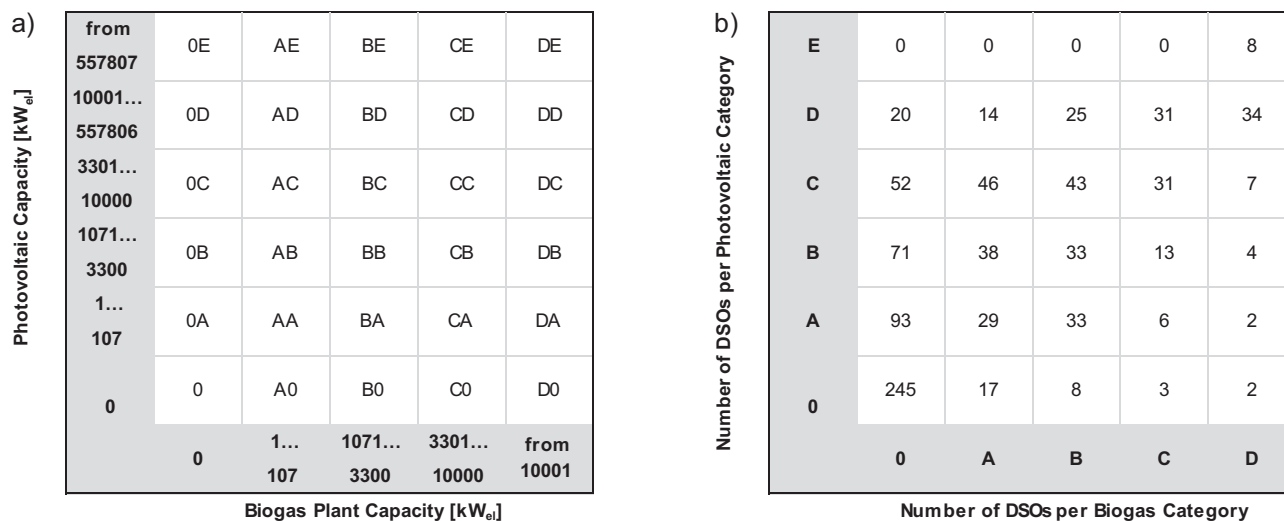 a)
Photovoltaic Capacity [kWel]
from
557807
0E AE BE CE DE
10001…
557806
0D AD BD CD DD
3301…
10000
0C AC BC CC DC
1071…
3300
0B AB BB CB DB
1…
107
0A AA BA CA DA
0
0 A0 B0 C0 D0
0
1…
107
1071…
3300
3301…
10000
from
10001
Biogas Plant Capacity [kWel]
b)
Number of DSOs per Photovoltaic Category
E 0 0 0 0 8
D 20 14 25 31 34
C 52 46 43 31 7
B 71 38 33 13 4
A 93 29 33 6 2
0 245 17 8 3 2
0 A B C D
Number of DSOs per Biogas Category